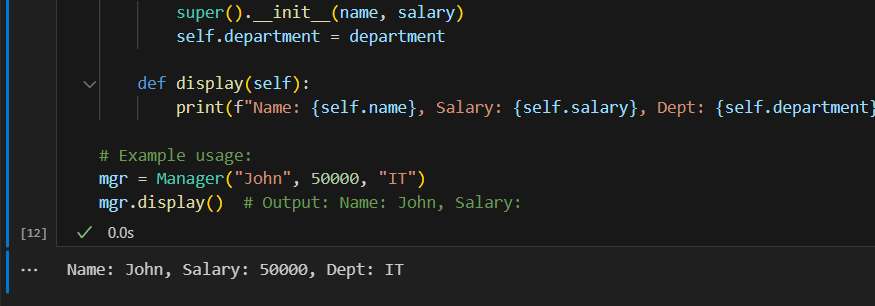 super().__init__(name, salary)
self.department = department
def display(self):
print(f"Name: {self.name}, Salary: {self.salary}, Dept: {self.department}
# Example usage:
mgr = Manager("John", 50000, "IT")
mgr.display()  # Output: Name: John, Salary:
[12] ✓ 0.0s
... Name: John, Salary: 50000, Dept: IT